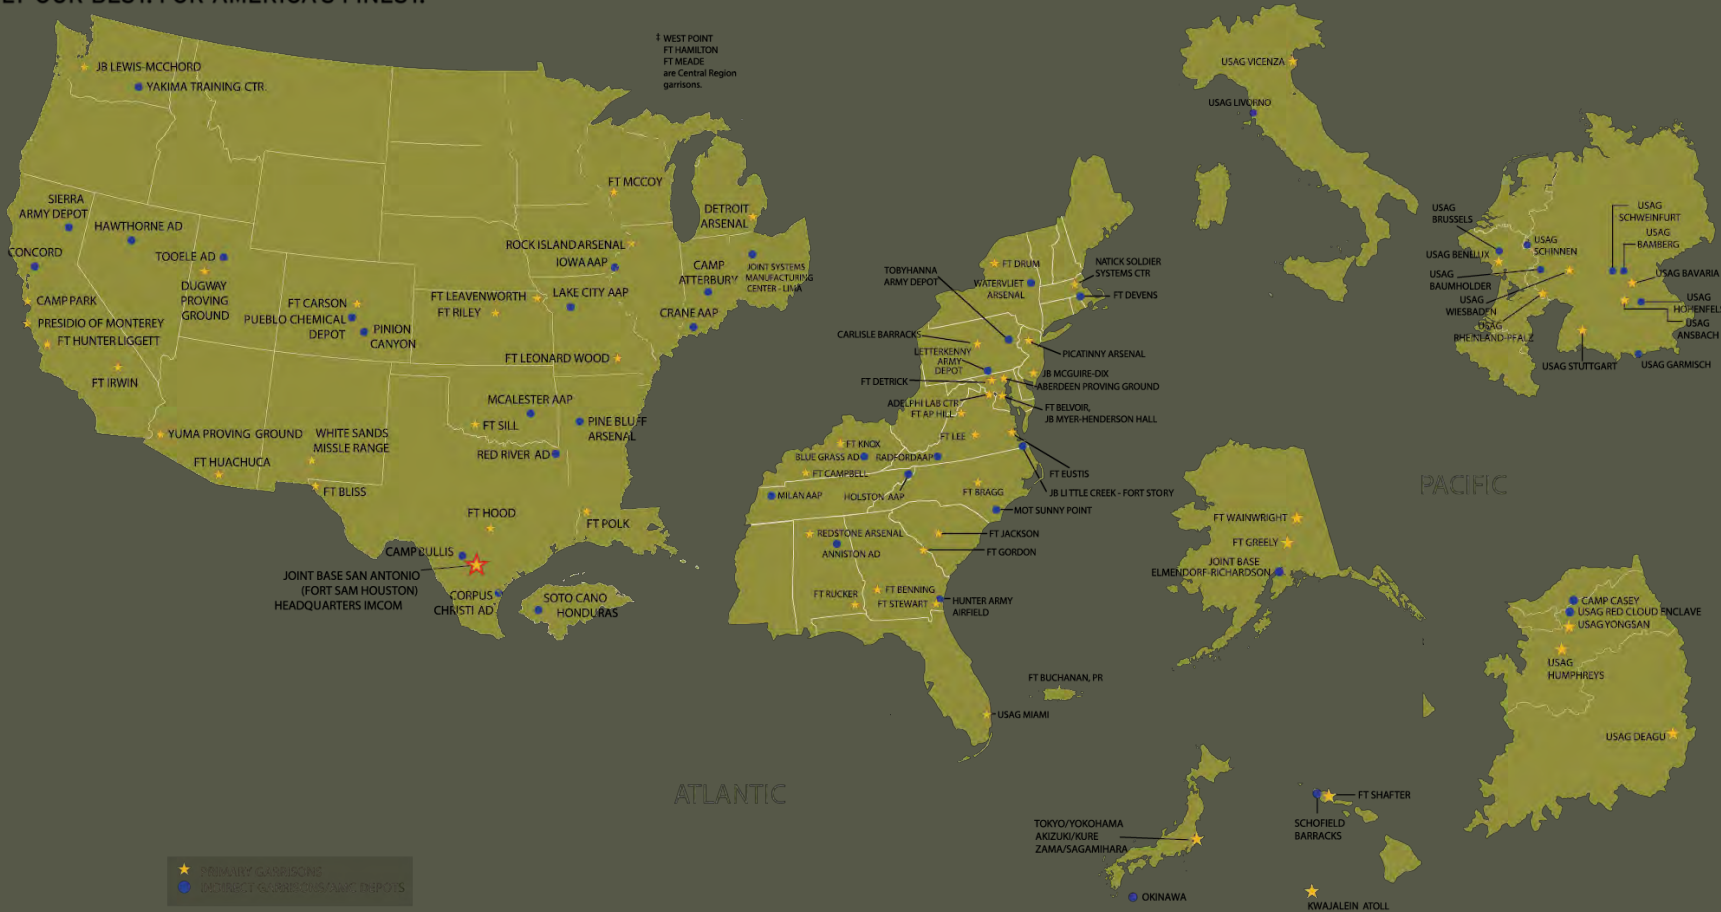 OUR BEST. FOR AMERICA'S FINEST.
‡ WEST POINT
FT HAMILTON
FT MEADE
are Central Region
garrisons.
JB LEWIS-MCCHORD
YAKIMA TRAINING CTR.
SIERRA
ARMY DEPOT
HAWTHORNE AD
CONCORD
TOOELE AD
DUGWAY
PROVING
GROUND
CAMP PARK
PRESIDIO OF MONTEREY
FT HUNTER LIGGETT
FT IRWIN
FT CARSON
PUEBLO CHEMICAL
DEPOT
PINION
CANYON
YUMA PROVING GROUND
WHITE SANDS
MISSLE RANGE
FT HUACHUCA
FT BLISS
FT MCCOY
DETROIT
ARSENAL
ROCK ISLAND ARSENAL
IOWA AAP
CAMP
ATTERBURY
JOINT SYSTEMS
MANUFACTURING
CENTER - LIMA
FT LEAVENWORTH
LAKE CITY AAP
FT RILEY
CRANE AAP
FT LEONARD WOOD
MCALESTER AAP
FT SILL
PINE BLUFF
ARSENAL
RED RIVER AD
FT HOOD
FT POLK
CAMP BULLIS
JOINT BASE SAN ANTONIO
(FORT SAM HOUSTON)
HEADQUARTERS IMCOM
CORPUS
CHRISTI AD
SOTO CANO
HONDURAS
TOBYHANNA
ARMY DEPOT
FT DRUM
WATERVLIET
ARSENAL
NATICK SOLDIER
SYSTEMS CTR
FT DEVENS
CARLISLE BARRACKS
LETTERKENNY
ARMY
DEPOT
PICATINNY ARSENAL
JB MCGUIRE-DIX
FT DETRICK
ABERDEEN PROVING GROUND
ADELPHI LAB CTR
FT AP HILL
FT BELVOIR,
JB MYER-HENDERSON HALL
FT LEE
FT KNOX
BLUE GRASS AD
RADFORDAAP
FT EUSTIS
FT CAMPBELL
MILAN AAP
HOLSTON AAP
FT BRAGG
JB LITTLE CREEK - FORT STORY
MOT SUNNY POINT
REDSTONE ARSENAL
ANNISTON AD
FT JACKSON
FT GORDON
FT RUCKER
FT BENNING
FT STEWART
HUNTER ARMY
AIRFIELD
FT BUCHANAN, PR
USAG MIAMI
ATLANTIC
USAG VICENZA
USAG LIVORNO
USAG
BRUSSELS
USAG BENELUX
USAG
SCHINNEN
USAG
SCHWEINFURT
USAG
BAMBERG
USAG
BAUMHOLDER
USAG
WIESBADEN
USAG
RHEINLAND-PFALZ
USAG BAVARIA
USAG
HOHENFELS
USAG
ANSBACH
USAG STUTTGART
USAG GARMISCH
PACIFIC
FT WAINWRIGHT
FT GREELY
JOINT BASE
ELMENDORF-RICHARDSON
CAMP CASEY
USAG RED CLOUD ENCLAVE
USAG YONGSAN
USAG
HUMPHREYS
USAG DEAGU
TOKYO/YOKOHAMA
AKIZUKI/KURE
ZAMA/SAGAMIHARA
OKINAWA
FT SHAFTER
SCHOFIELD
BARRACKS
KWAJALEIN ATOLL
PRIMARY GARRISONS